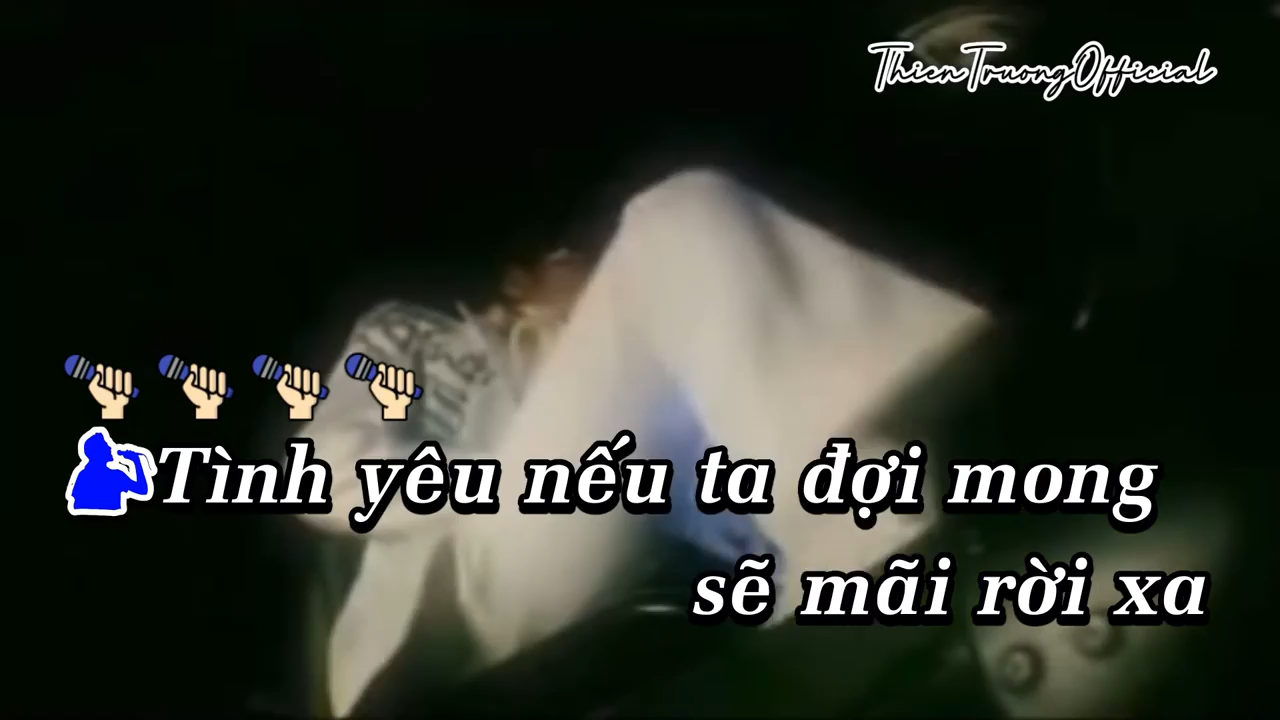 ThienTruongOfficial
Tình yêu nếu ta đợi mong
sẽ mãi rời xa